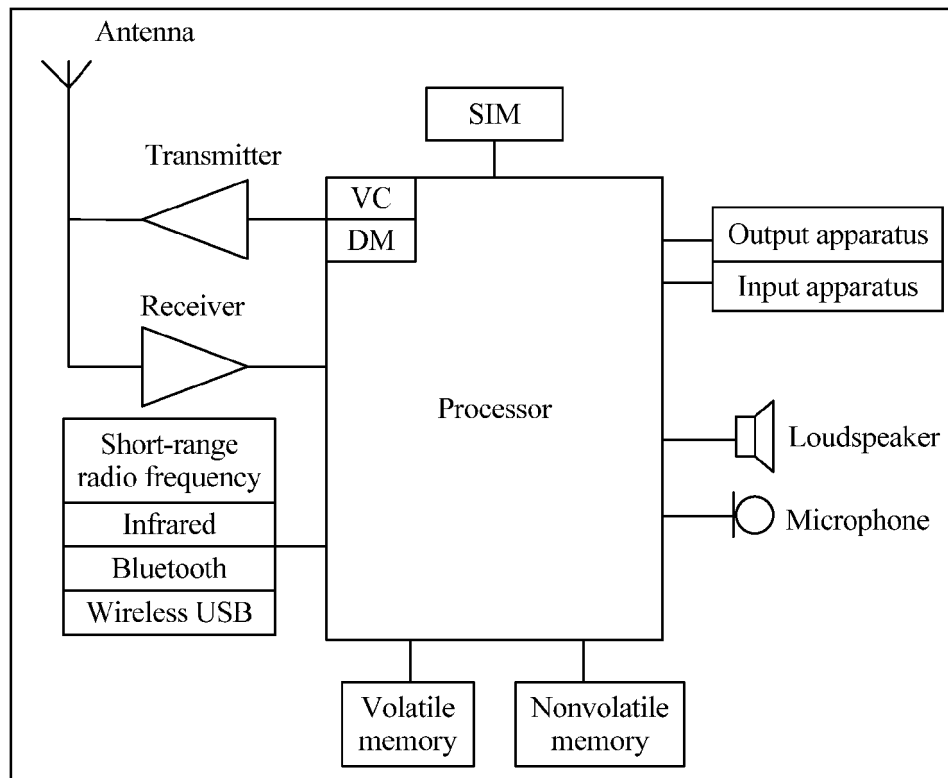 Antenna
SIM
Transmitter
VC
DM
Output apparatus
Input apparatus
Receiver
Processor
Short-range
radio frequency
Infrared
Bluetooth
Wireless USB
Loudspeaker
Microphone
Volatile
memory
Nonvolatile
memory